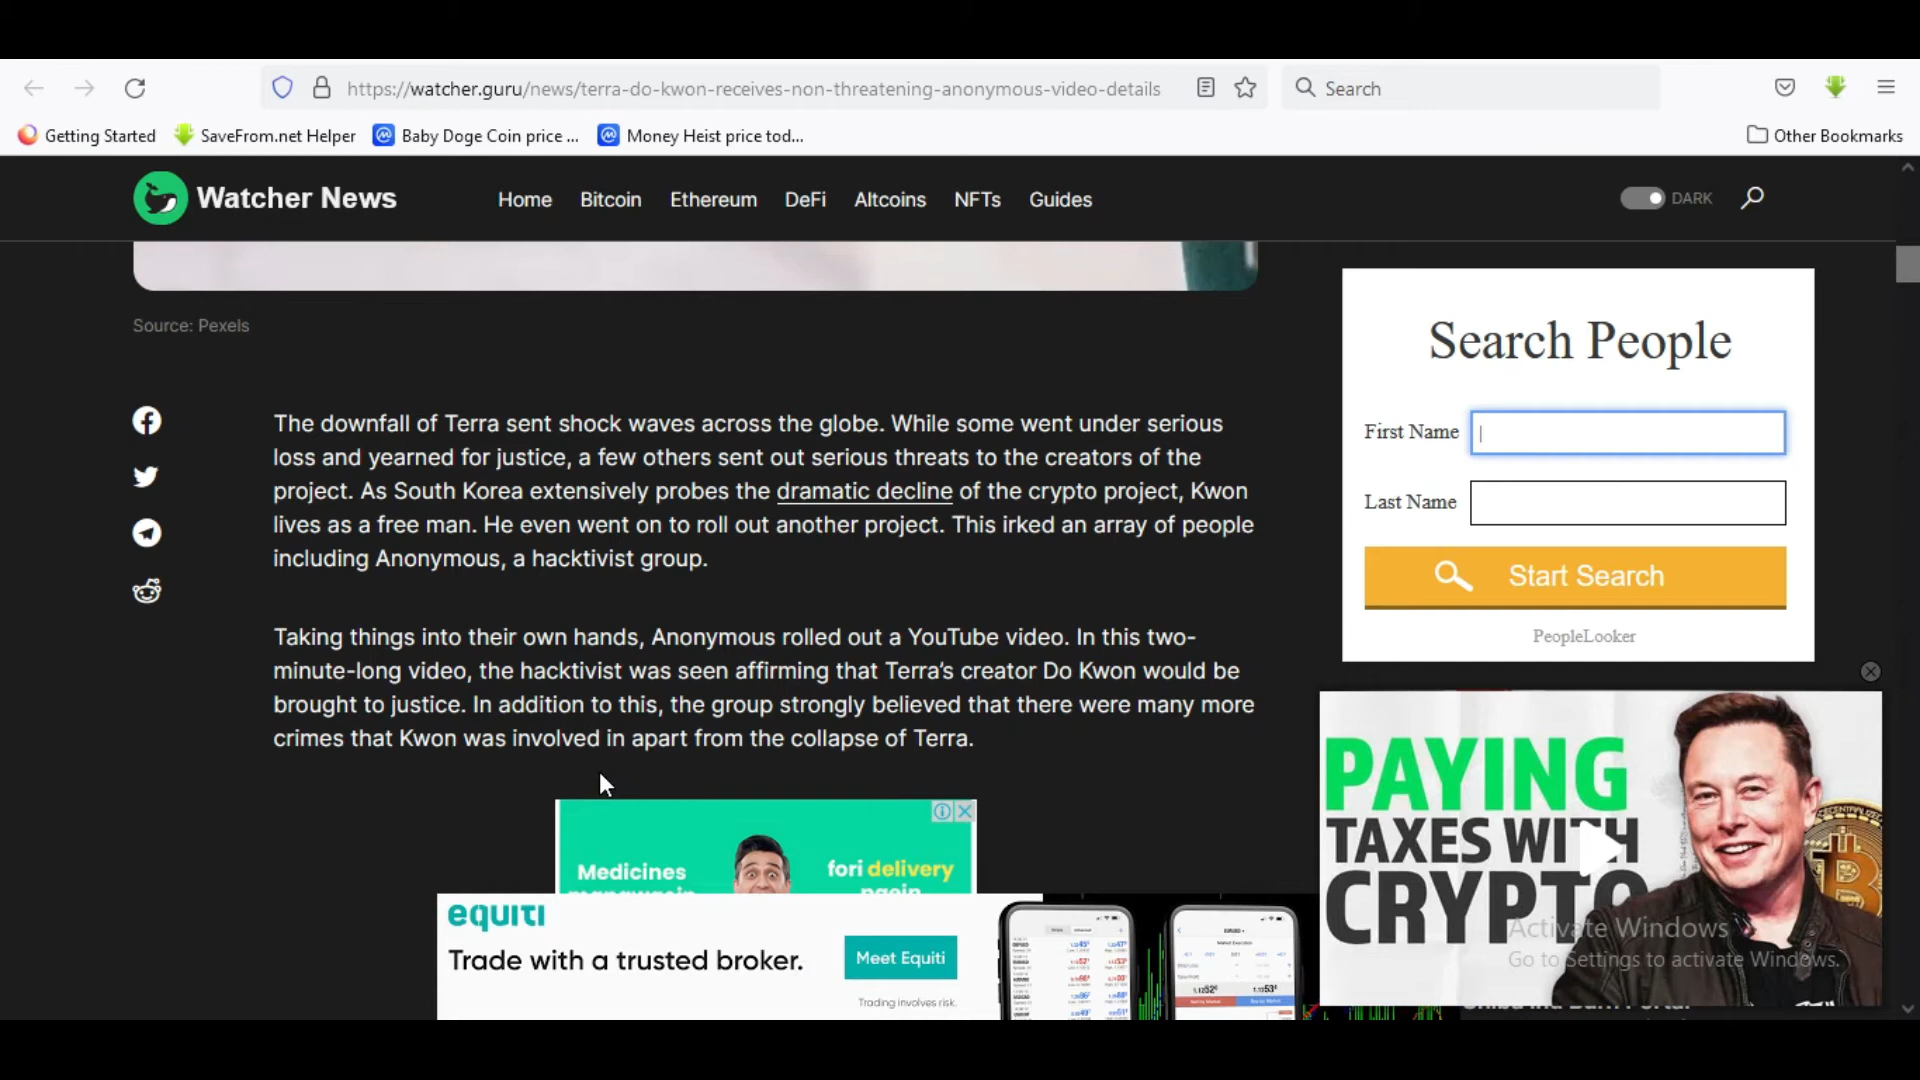 https://watcher.guru/news/terra-do-kwon-receives-non-threatening-anonymous-video-details
Search
Getting Started
SaveFrom.net Helper
Baby Doge Coin price ...
Money Heist price tod...
Other Bookmarks
Watcher News
Home
Bitcoin
Ethereum
DeFi
Altcoins
NFTs
Guides
DARK
Source: Pexels
The downfall of Terra sent shock waves across the globe. While some went under serious
loss and yearned for justice, a few others sent out serious threats to the creators of the
project. As South Korea extensively probes the dramatic decline of the crypto project, Kwon
lives as a free man. He even went on to roll out another project. This irked an array of people
including Anonymous, a hacktivist group.
Taking things into their own hands, Anonymous rolled out a YouTube video. In this two-
minute-long video, the hacktivist was seen affirming that Terra’s creator Do Kwon would be
brought to justice. In addition to this, the group strongly believed that there were many more
crimes that Kwon was involved in apart from the collapse of Terra.
Search People
First Name
Last Name
Start Search
PeopleLooker
PAYING
TAXES WITH
CRYPTO
Activate Windows
Go to Settings to activate Windows.
Medicines
fori delivery
equiti
Trade with a trusted broker.
Meet Equiti
Trading involves risk.